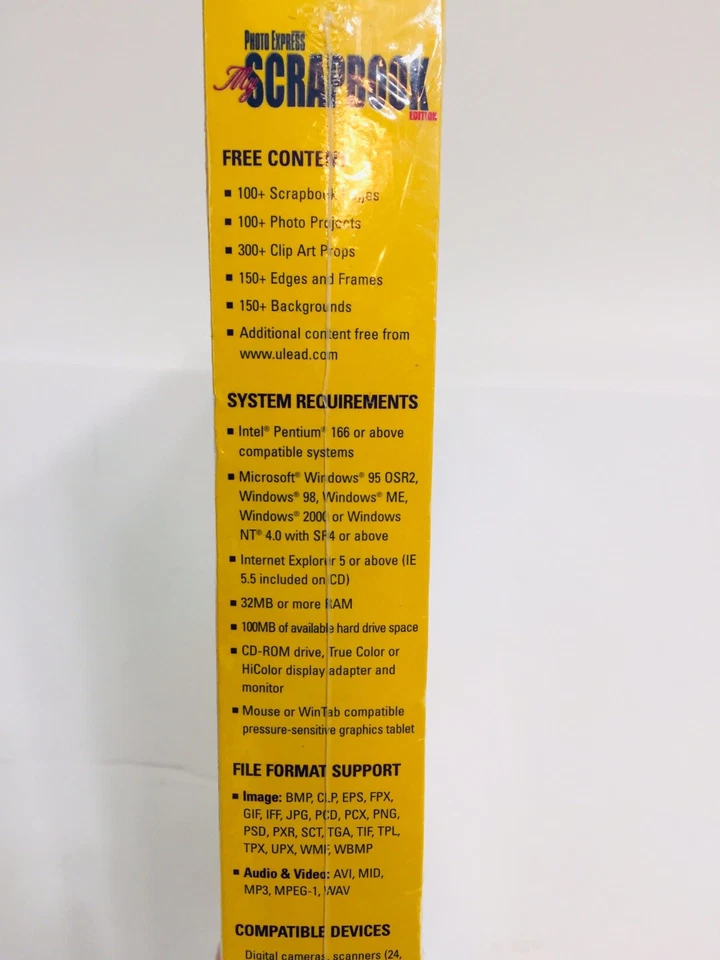 PHOTO EXPRESS
My SCRAPBOOK
EDITION
FREE CONTENT
■ 100+ Scrapbook Pages
■ 100+ Photo Projects
■ 300+ Clip Art Props
■ 150+ Edges and Frames
■ 150+ Backgrounds
■ Additional content free from
www.ulead.com
SYSTEM REQUIREMENTS
■ Intel® Pentium® 166 or above
compatible systems
■ Microsoft® Windows® 95 OSR2,
Windows® 98, Windows® ME,
Windows® 2000 or Windows
NT® 4.0 with SP4 or above
■ Internet Explorer 5 or above (IE
5.5 included on CD)
■ 32MB or more RAM
■ 100MB of available hard drive space
■ CD-ROM drive, True Color or
HiColor display adapter and
monitor
■ Mouse or WinTab compatible
pressure-sensitive graphics tablet
FILE FORMAT SUPPORT
■ Image: BMP, CLP, EPS, FPX,
GIF, IFF, JPG, PCD, PCX, PNG,
PSD, PXR, SCT, TGA, TIF, TPL,
TPX, UPX, WMF, WBMP
■ Audio & Video: AVI, MID,
MP3, MPEG-1, WAV
COMPATIBLE DEVICES
Digital cameras, scanners (24,